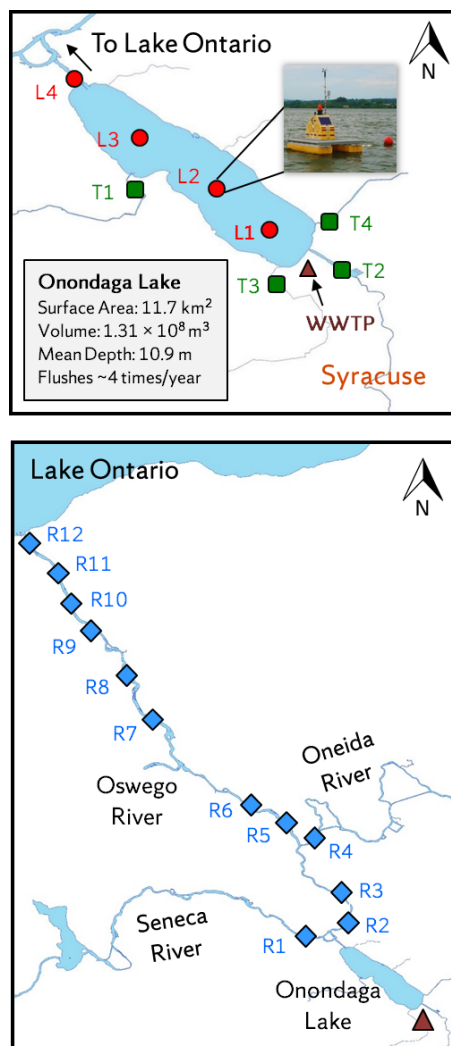 To Lake Ontario
N
L4
L3
L2
T1
L1
T4
T3
T2
WWTP
Syracuse
Onondaga Lake
Surface Area: 11.7 km²
Volume: 1.31 × 10⁸ m³
Mean Depth: 10.9 m
Flushes ~4 times/year
Lake Ontario
N
R12
R11
R10
R9
R8
R7
Oneida
River
Oswego
River
R6
R5
R4
R3
Seneca
River
R2
R1
Onondaga
Lake